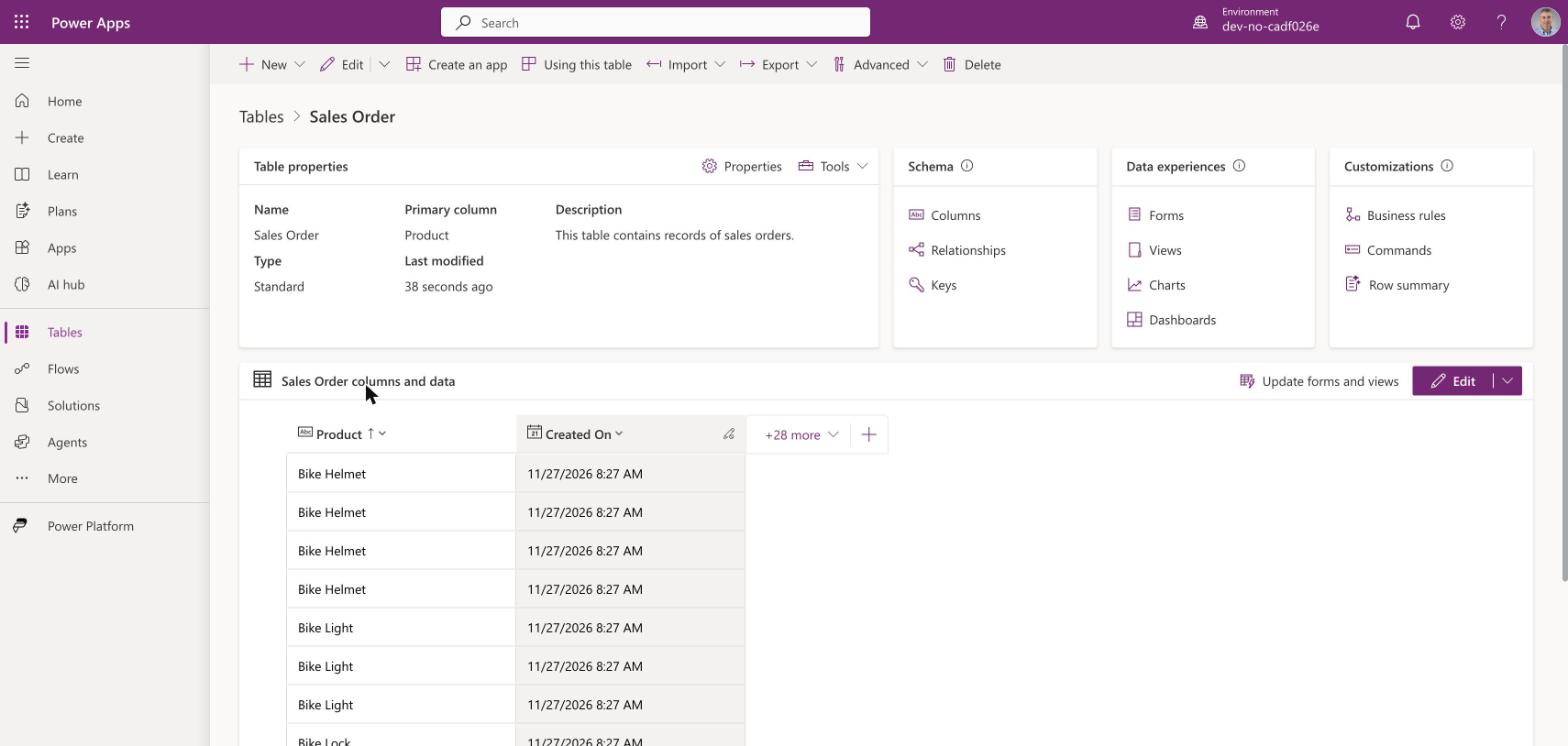 Power Apps
Search
Environment
dev-no-cadf026e
New
Edit
Create an app
Using this table
Import
Export
Advanced
Delete
Home
Create
Learn
Plans
Apps
AI hub
Tables
Flows
Solutions
Agents
More
Power Platform
Tables > Sales Order
Table properties
Properties
Tools
Name
Primary column
Description
Sales Order
Product
This table contains records of sales orders.
Type
Last modified
Standard
38 seconds ago
Schema
Columns
Relationships
Keys
Data experiences
Forms
Views
Charts
Dashboards
Customizations
Business rules
Commands
Row summary
Sales Order columns and data
Update forms and views
Edit
Abc Product ↑
21 Created On
+28 more
Bike Helmet 11/27/2026 8:27 AM
Bike Helmet 11/27/2026 8:27 AM
Bike Helmet 11/27/2026 8:27 AM
Bike Helmet 11/27/2026 8:27 AM
Bike Light 11/27/2026 8:27 AM
Bike Light 11/27/2026 8:27 AM
Bike Light 11/27/2026 8:27 AM
Bike Lock 11/27/2026 8:27 AM